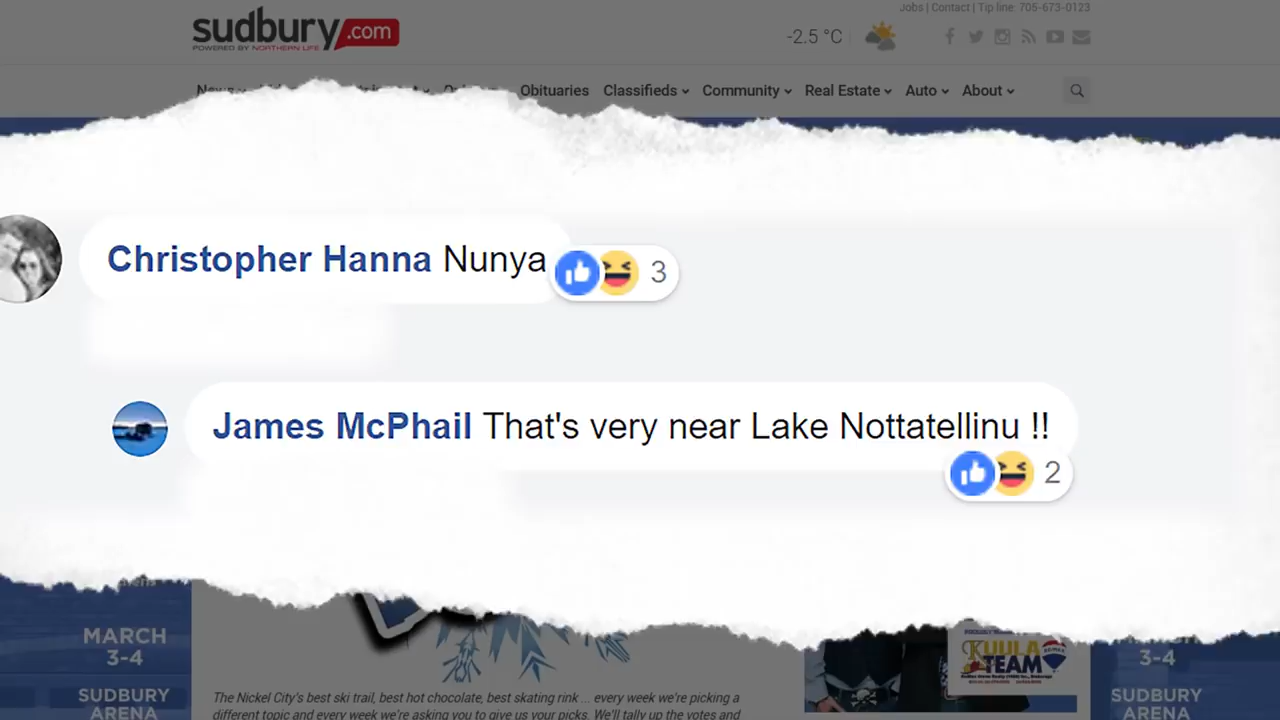 sudbury.com
POWERED BY NORTHERN LIFE
Jobs | Contact | Tip line: 705-673-0123
-2.5 °C
Obituaries Classifieds Community Real Estate Auto About
Christopher Hanna Nunya
3
James McPhail That's very near Lake Nottatellinu !!
2
MARCH
3-4
SUDBURY
ARENA
The Nickel City's best ski trail, best hot chocolate, best skating rink ... every week we're picking a
different topic and every week we're asking you to give us your picks. We'll tally up the votes and
KUULA
TEAM
RE/MAX
3-4
SUDBURY
ARENA